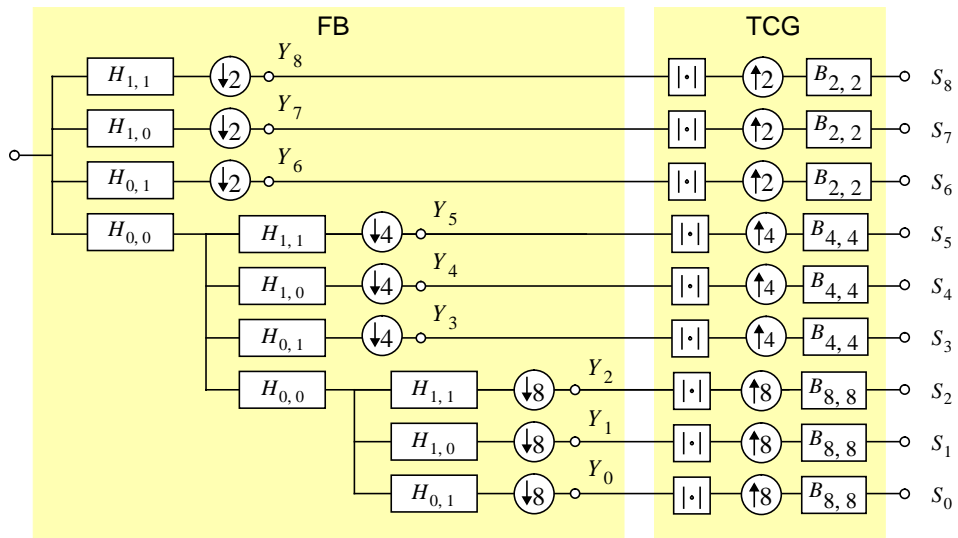 FB TCG
Y8
H1, 1 ↓2 |·| ↑2 B2, 2 S8
Y7
H1, 0 ↓2 |·| ↑2 B2, 2 S7
Y6
H0, 1 ↓2 |·| ↑2 B2, 2 S6
Y5
H0, 0 H1, 1 ↓4 |·| ↑4 B4, 4 S5
Y4
H1, 0 ↓4 |·| ↑4 B4, 4 S4
Y3
H0, 1 ↓4 |·| ↑4 B4, 4 S3
Y2
H0, 0 H1, 1 ↓8 |·| ↑8 B8, 8 S2
Y1
H1, 0 ↓8 |·| ↑8 B8, 8 S1
Y0
H0, 1 ↓8 |·| ↑8 B8, 8 S0